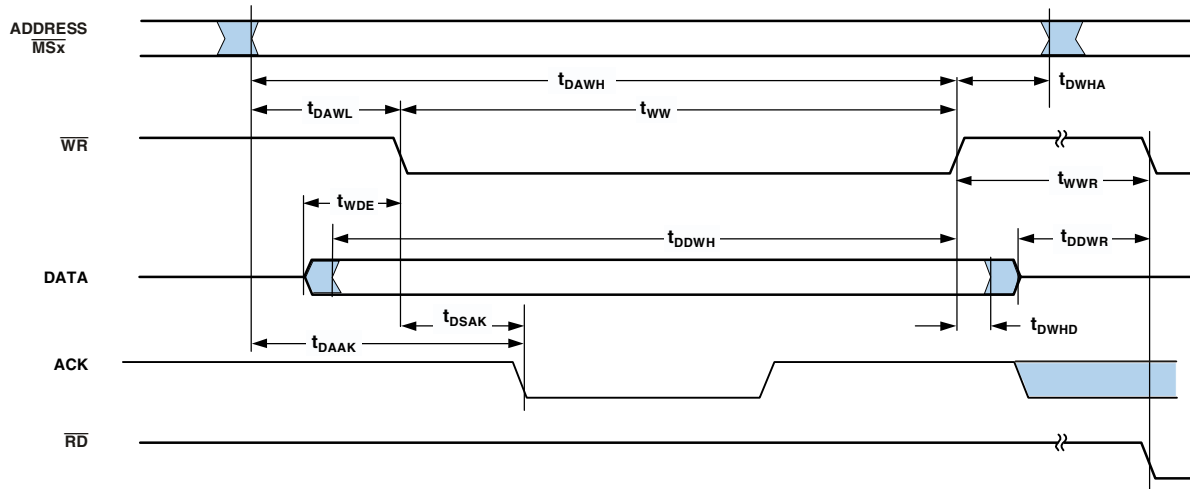 ADDRESS
MSx
tDAWH
tDWHA
tDAWL
tWW
WR
tWWR
tWDE
tDDWH
tDDWR
DATA
tDSAK
tDWHD
tDAAK
ACK
RD